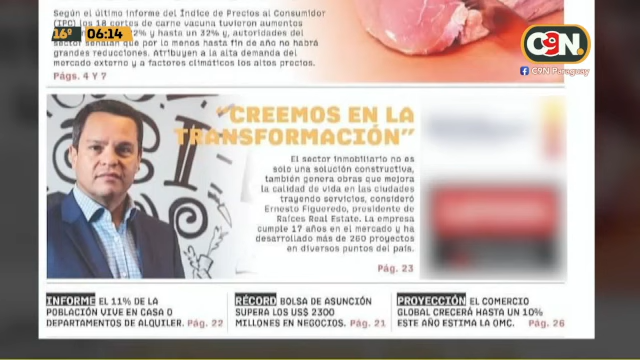 16º 06:14
C9N
C9N Paraguay
Según el último informe del Índice de Precios al Consumidor
(IPC) los 18 cortes de carne vacuna tuvieron aumentos
2% y hasta un 32% y, autoridades del
sector señalan que por lo menos hasta fin de año no habrá
grandes reducciones. Atribuyen a la alta demanda del
mercado externo y a factores climáticos los altos precios.
Págs. 4 Y 7
“CREEMOS EN LA
TRANSFORMACIÓN”
El sector inmobiliario no es
solo una solución constructiva,
también genera obras que mejora
la calidad de vida en las ciudades
trayendo servicios, consideró
Ernesto Figueredo, presidente de
Raíces Real Estate. La empresa
cumple 17 años en el mercado y ha
desarrollado más de 260 proyectos
en diversos puntos del país.
Pág. 23
INFORME EL 11% DE LA
POBLACIÓN VIVE EN CASA O
DEPARTAMENTOS DE ALQUILER. Pág. 22
RÉCORD BOLSA DE ASUNCIÓN
SUPERA LOS US$ 2300
MILLONES EN NEGOCIOS. Pág. 21
PROYECCIÓN EL COMERCIO
GLOBAL CRECERÁ HASTA UN 10%
ESTE AÑO ESTIMA LA OMC. Pág. 26